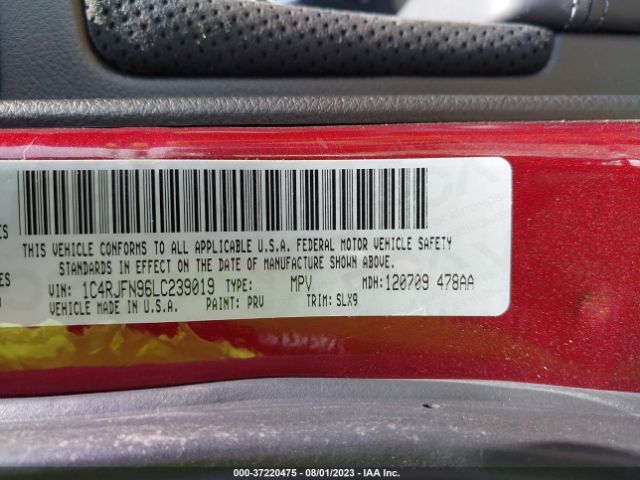 ES
THIS VEHICLE CONFORMS TO ALL APPLICABLE U.S.A. FEDERAL MOTOR VEHICLE SAFETY
STANDARDS IN EFFECT ON THE DATE OF MANUFACTURE SHOWN ABOVE.
ES
VIN: 1C4RJFN96LC239019 TYPE: MPV MDH: 120709 478AA
VEHICLE MADE IN U.S.A. PAINT: PRV TRIM: SLX9
000-37220475 - 08/01/2023 - IAA Inc.